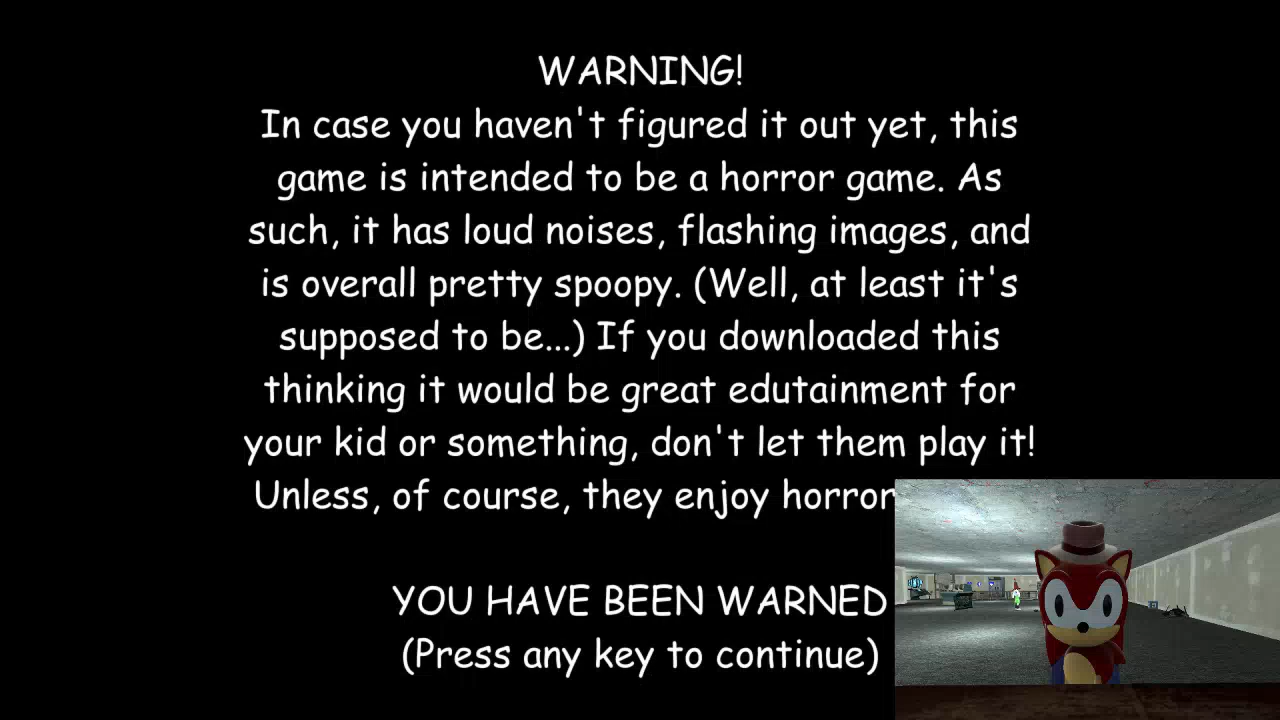 WARNING!
In case you haven't figured it out yet, this
game is intended to be a horror game. As
such, it has loud noises, flashing images, and
is overall pretty spoopy. (Well, at least it's
supposed to be...) If you downloaded this
thinking it would be great edutainment for
your kid or something, don't let them play it!
Unless, of course, they enjoy horror
YOU HAVE BEEN WARNED
(Press any key to continue)